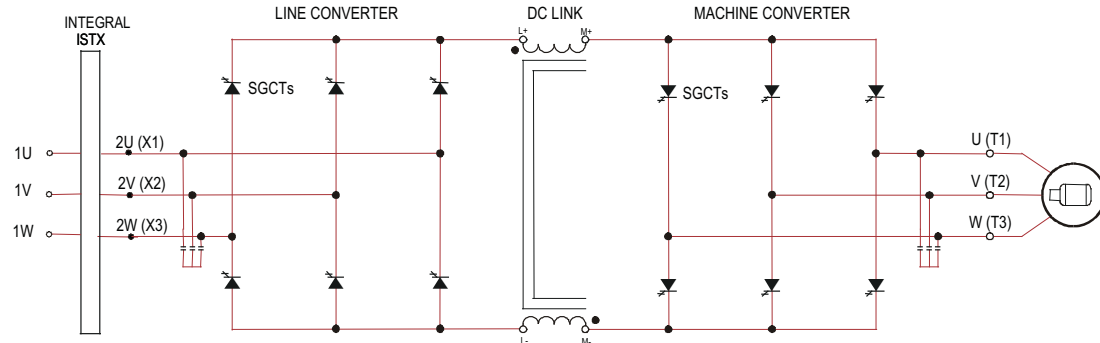 INTEGRAL
ISTX
LINE CONVERTER
DC LINK
MACHINE CONVERTER
L+
M+
SGCTs
SGCTs
1U
2U (X1)
U (T1)
1V
2V (X2)
V (T2)
1W
2W (X3)
W (T3)
L-
M-